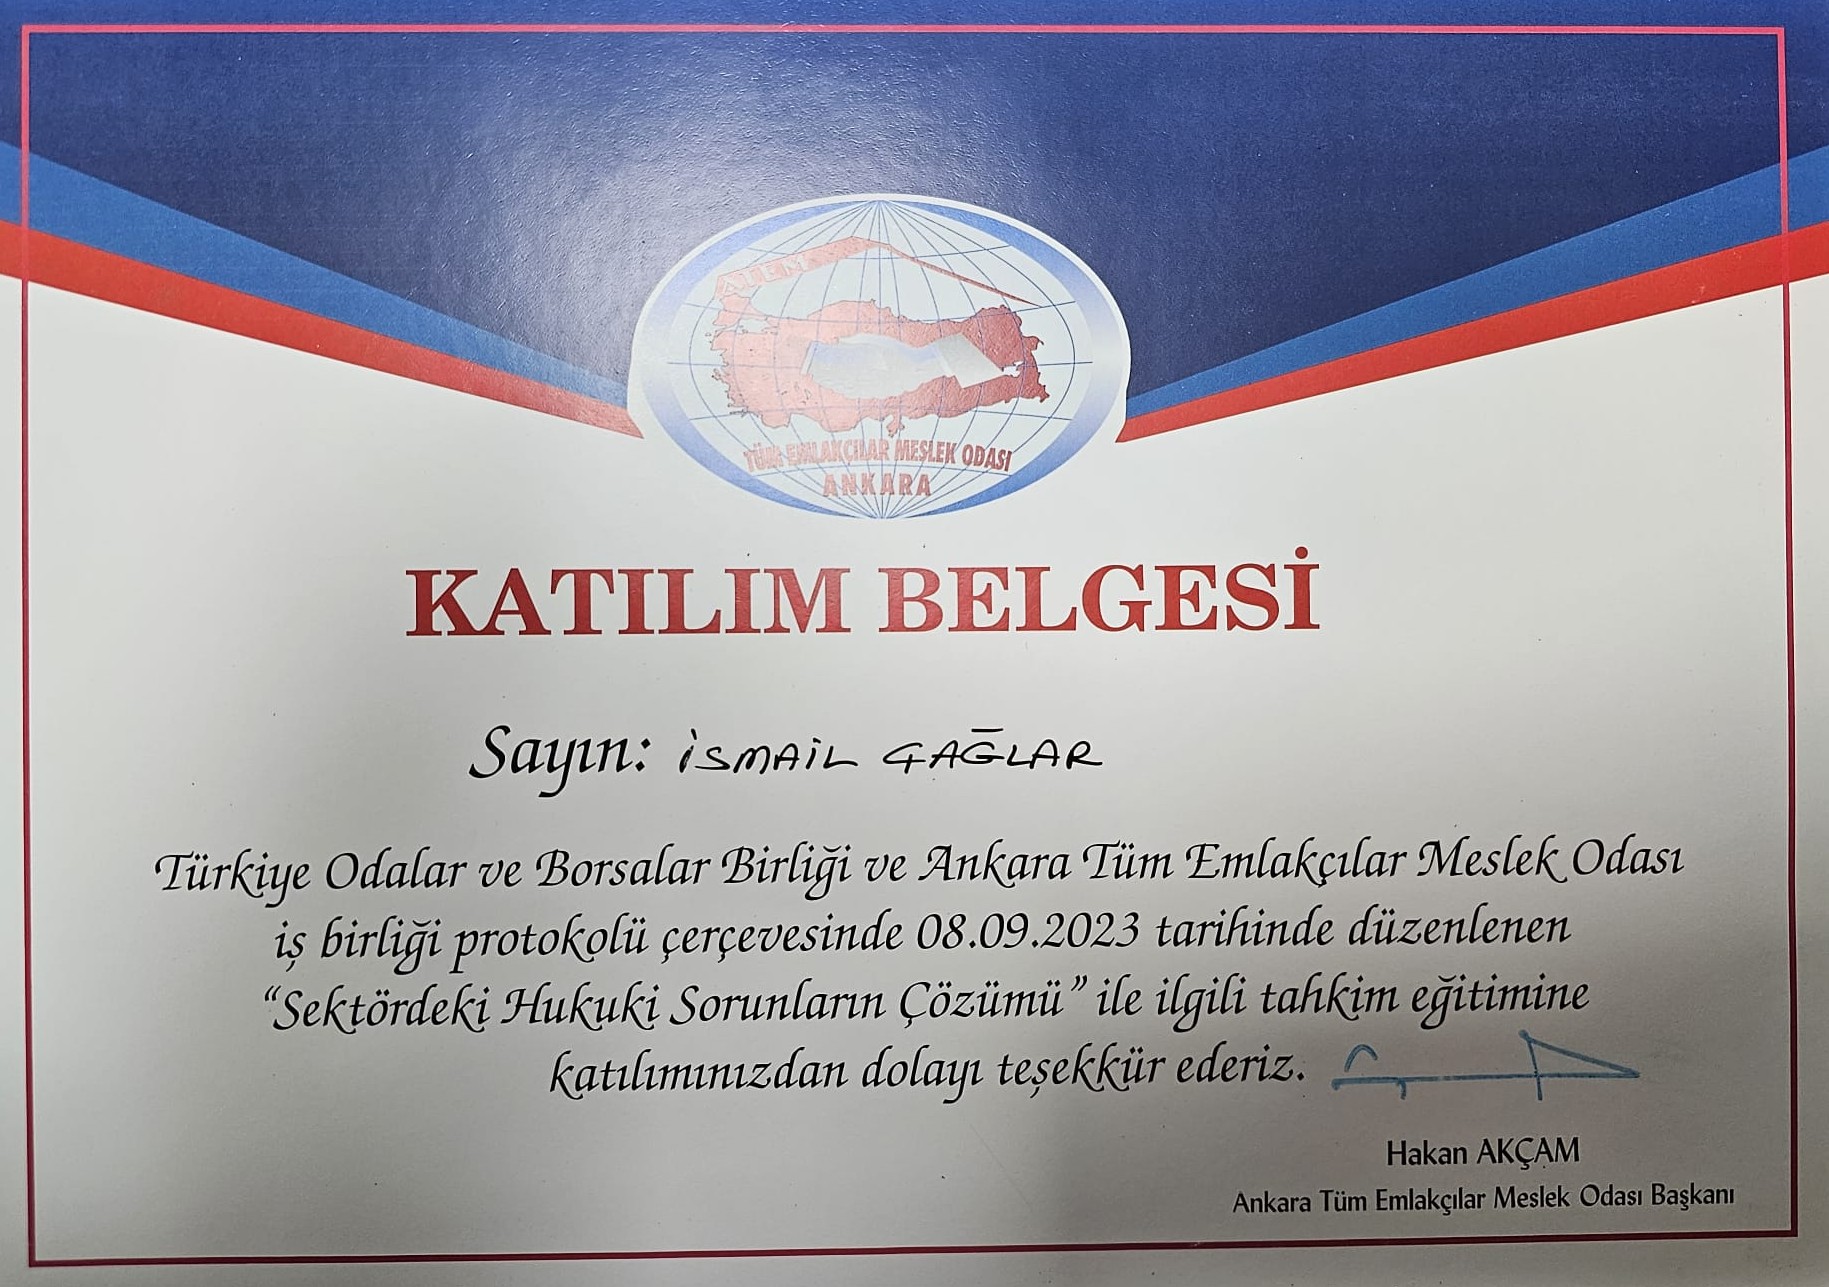 ATEM
TÜM EMLAKÇILAR MESLEK ODASI
ANKARA
KATILIM BELGESİ
Sayın: İSMAİL ÇAĞLAR
Türkiye Odalar ve Borsalar Birliği ve Ankara Tüm Emlakçılar Meslek Odası
iş birliği protokolü çerçevesinde 08.09.2023 tarihinde düzenlenen
“Sektördeki Hukuki Sorunların Çözümü” ile ilgili tahkim eğitimine
katılımınızdan dolayı teşekkür ederiz.
Hakan AKÇAM
Ankara Tüm Emlakçılar Meslek Odası Başkanı